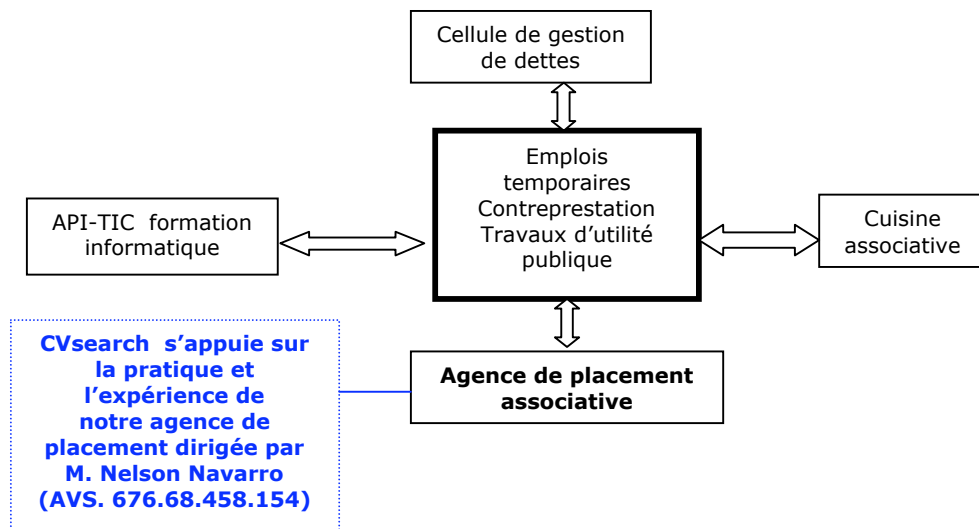 Cellule de gestion
de dettes
Emplois
temporaires
Contreprestation
Travaux d'utilité
publique
API-TIC formation
informatique
Cuisine
associative
CVsearch s'appuie sur
la pratique et
l'expérience de
notre agence de
placement dirigée par
M. Nelson Navarro
(AVS. 676.68.458.154)
Agence de placement
associative